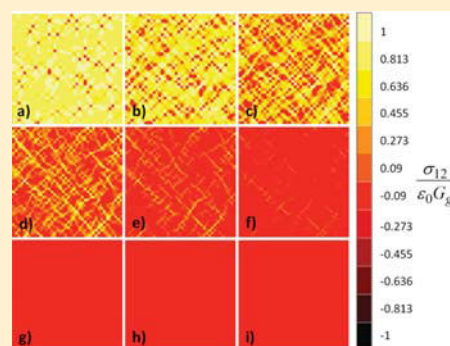 a)
b)
c)
d)
e)
f)
g)
h)
i)
1
0.813
0.636
0.455
0.273
0.09
-0.09
-0.273
-0.455
-0.636
-0.813
-1
σ12
ε0Gg